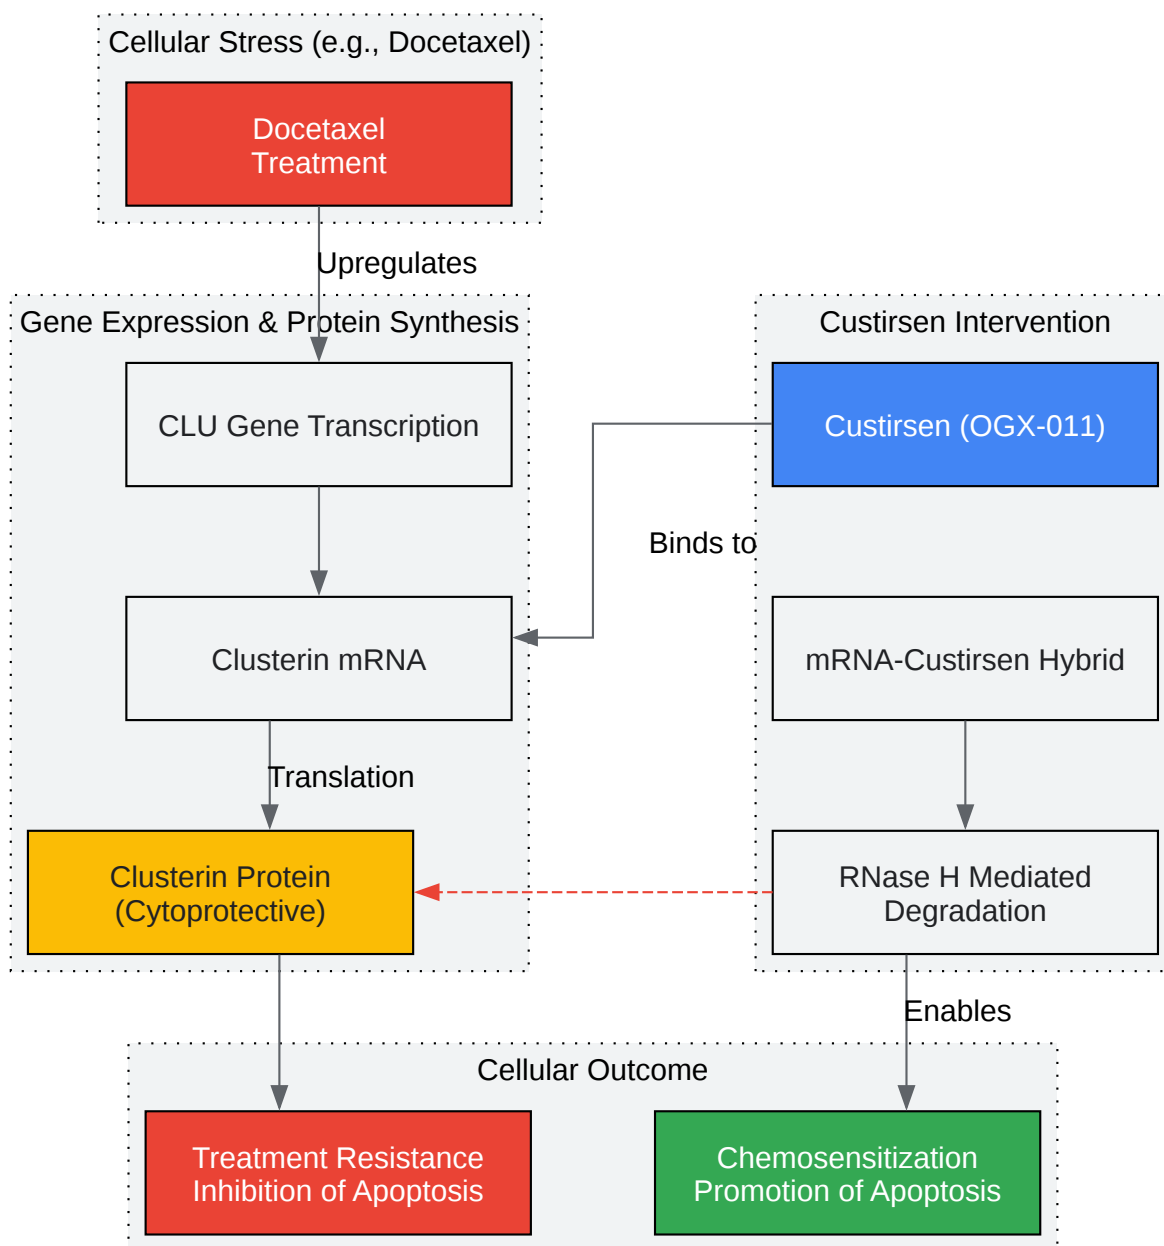 Cellular Stress (e.g., Docetaxel)
Docetaxel
Treatment
Upregulates
Gene Expression & Protein Synthesis
Custirsen Intervention
CLU Gene Transcription
Custirsen (OGX-011)
Binds to
Clusterin mRNA
mRNA-Custirsen Hybrid
Translation
Clusterin Protein
(Cytoprotective)
RNase H Mediated
Degradation
Enables
Cellular Outcome
Treatment Resistance
Inhibition of Apoptosis
Chemosensitization
Promotion of Apoptosis